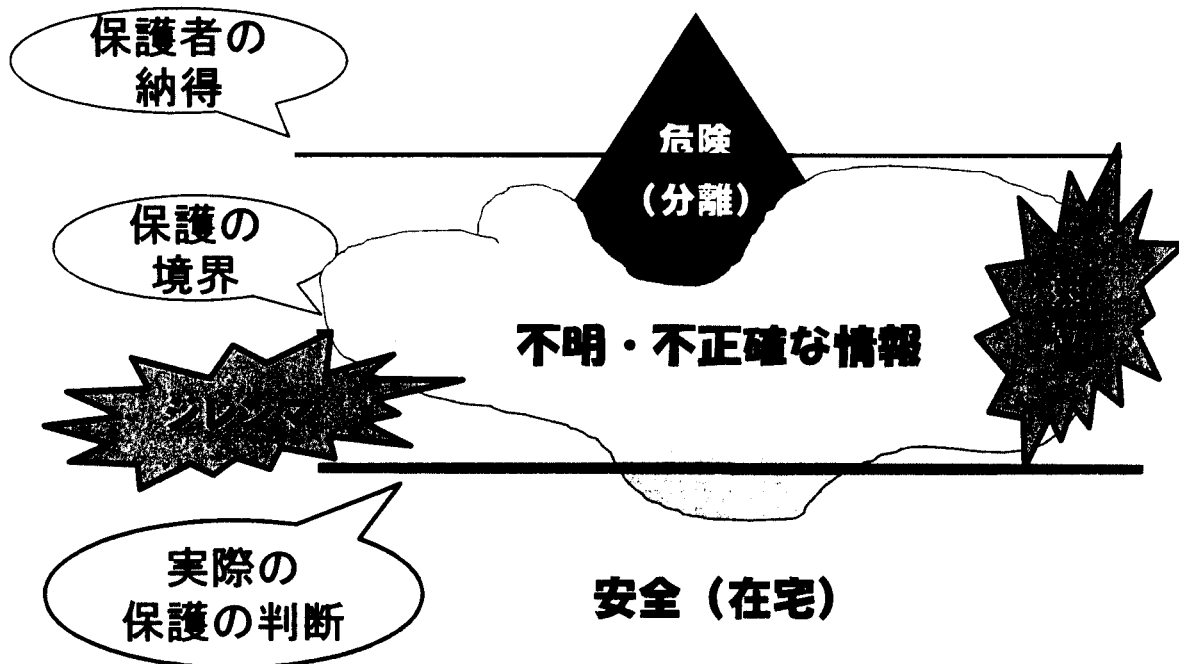 保護者の
納得
危険
（分離）
保護の
境界
不明・不正確な情報
ジレンマ
実際の
保護の判断
安全（在宅）